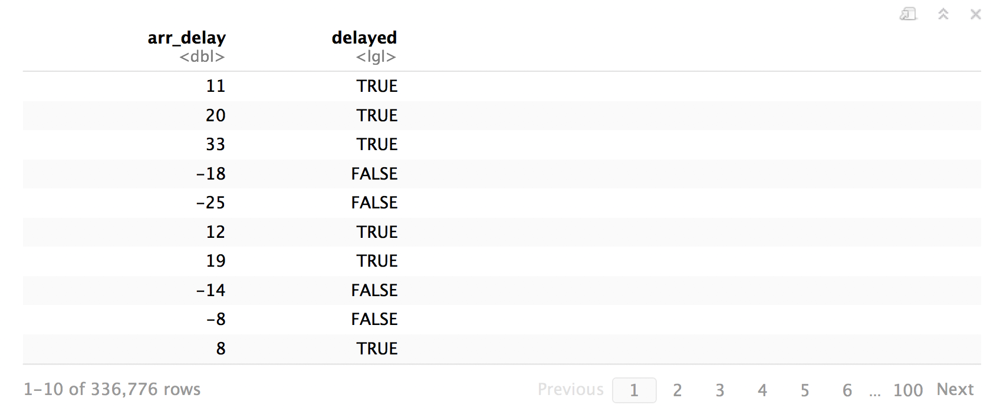 arr_delay delayed
<dbl> <lgl>
11 TRUE
20 TRUE
33 TRUE
-18 FALSE
-25 FALSE
12 TRUE
19 TRUE
-14 FALSE
-8 FALSE
8 TRUE
1-10 of 336,776 rows Previous 1 2 3 4 5 6 ... 100 Next